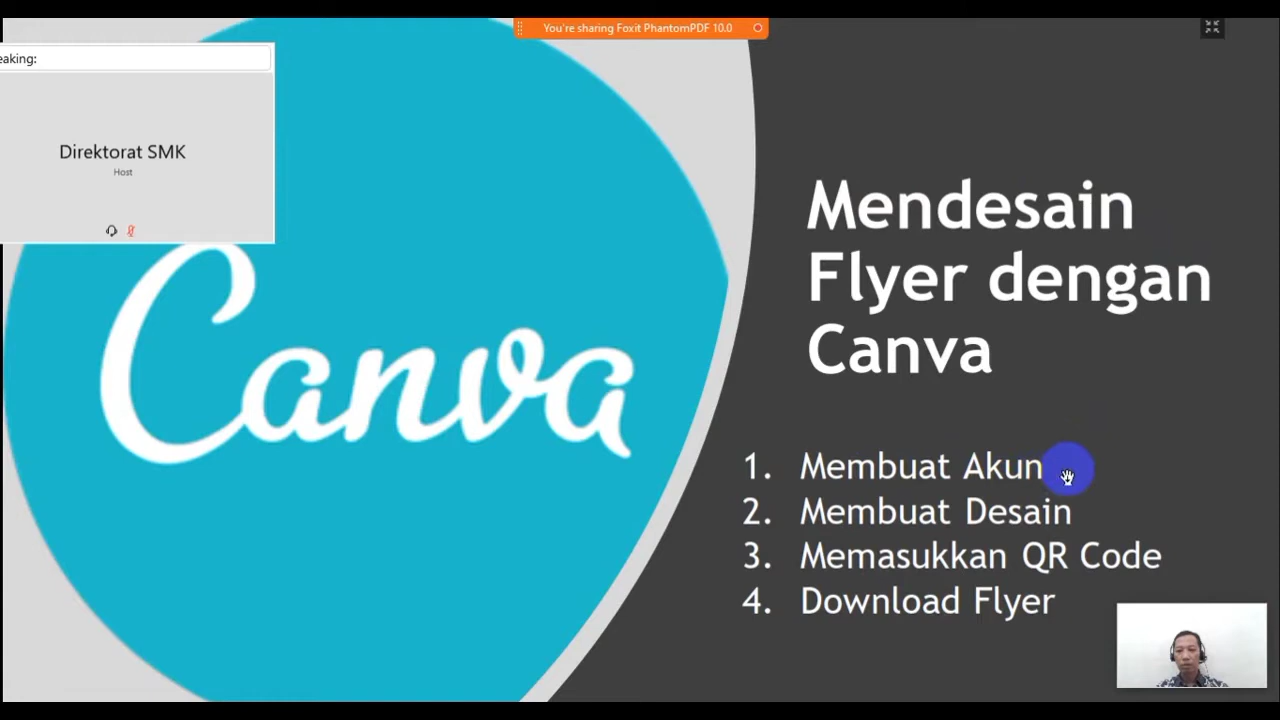 You're sharing Foxit PhantomPDF 10.0
eaking:
Direktorat SMK
Host
Canva
Mendesain
Flyer dengan
Canva
1. Membuat Akun
2. Membuat Desain
3. Memasukkan QR Code
4. Download Flyer